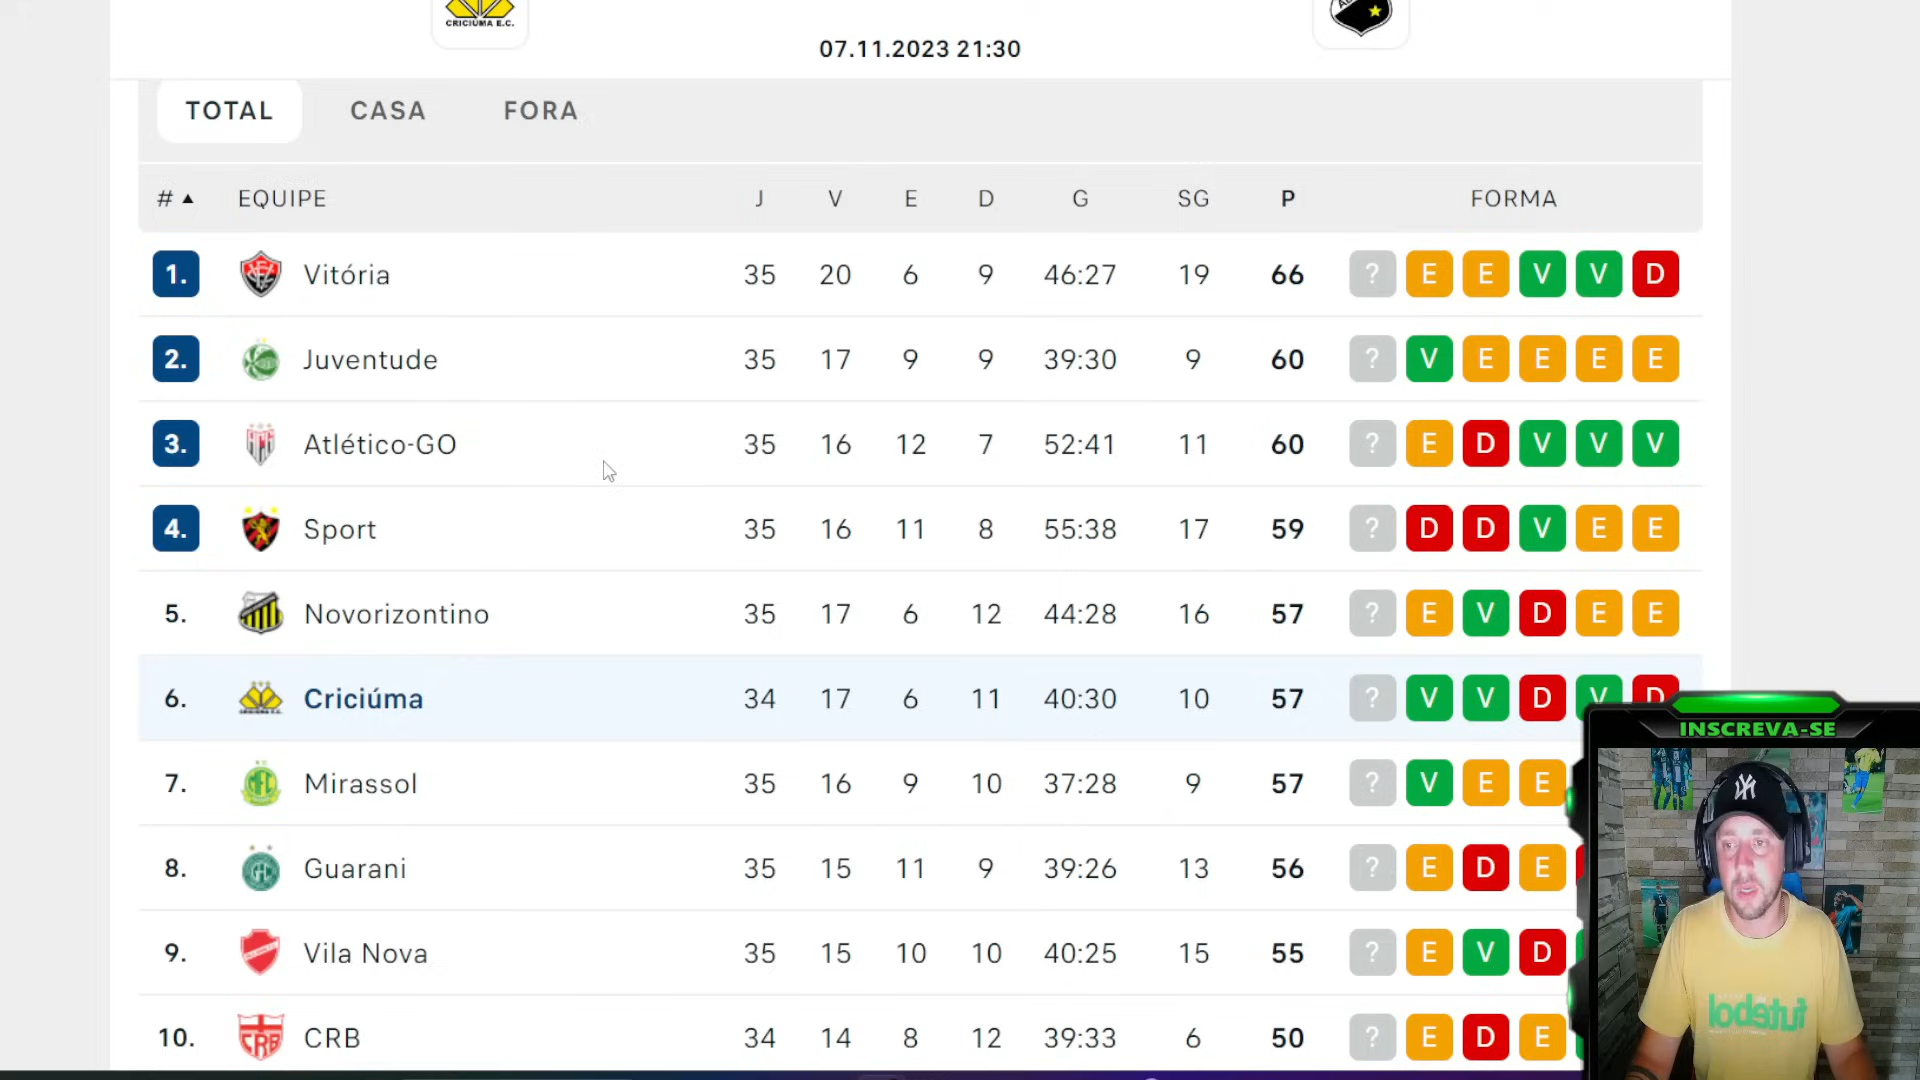 CRICIÚMA E.C.
07.11.2023 21:30
TOTAL CASA FORA
# ▲ EQUIPE J V E D G SG P FORMA
1. Vitória 35 20 6 9 46:27 19 66 ? E E V V D
2. Juventude 35 17 9 9 39:30 9 60 ? V E E E E
3. Atlético-GO 35 16 12 7 52:41 11 60 ? E D V V V
4. Sport 35 16 11 8 55:38 17 59 ? D D V E E
5. Novorizontino 35 17 6 12 44:28 16 57 ? E V D E E
6. Criciúma 34 17 6 11 40:30 10 57 ? V V D V D
INSCREVA-SE
7. Mirassol 35 16 9 10 37:28 9 57 ? V E E
8. Guarani 35 15 11 9 39:26 13 56 ? E D E
9. Vila Nova 35 15 10 10 40:25 15 55 ? E V D
futebol
10. CRB 34 14 8 12 39:33 6 50 ? E D E